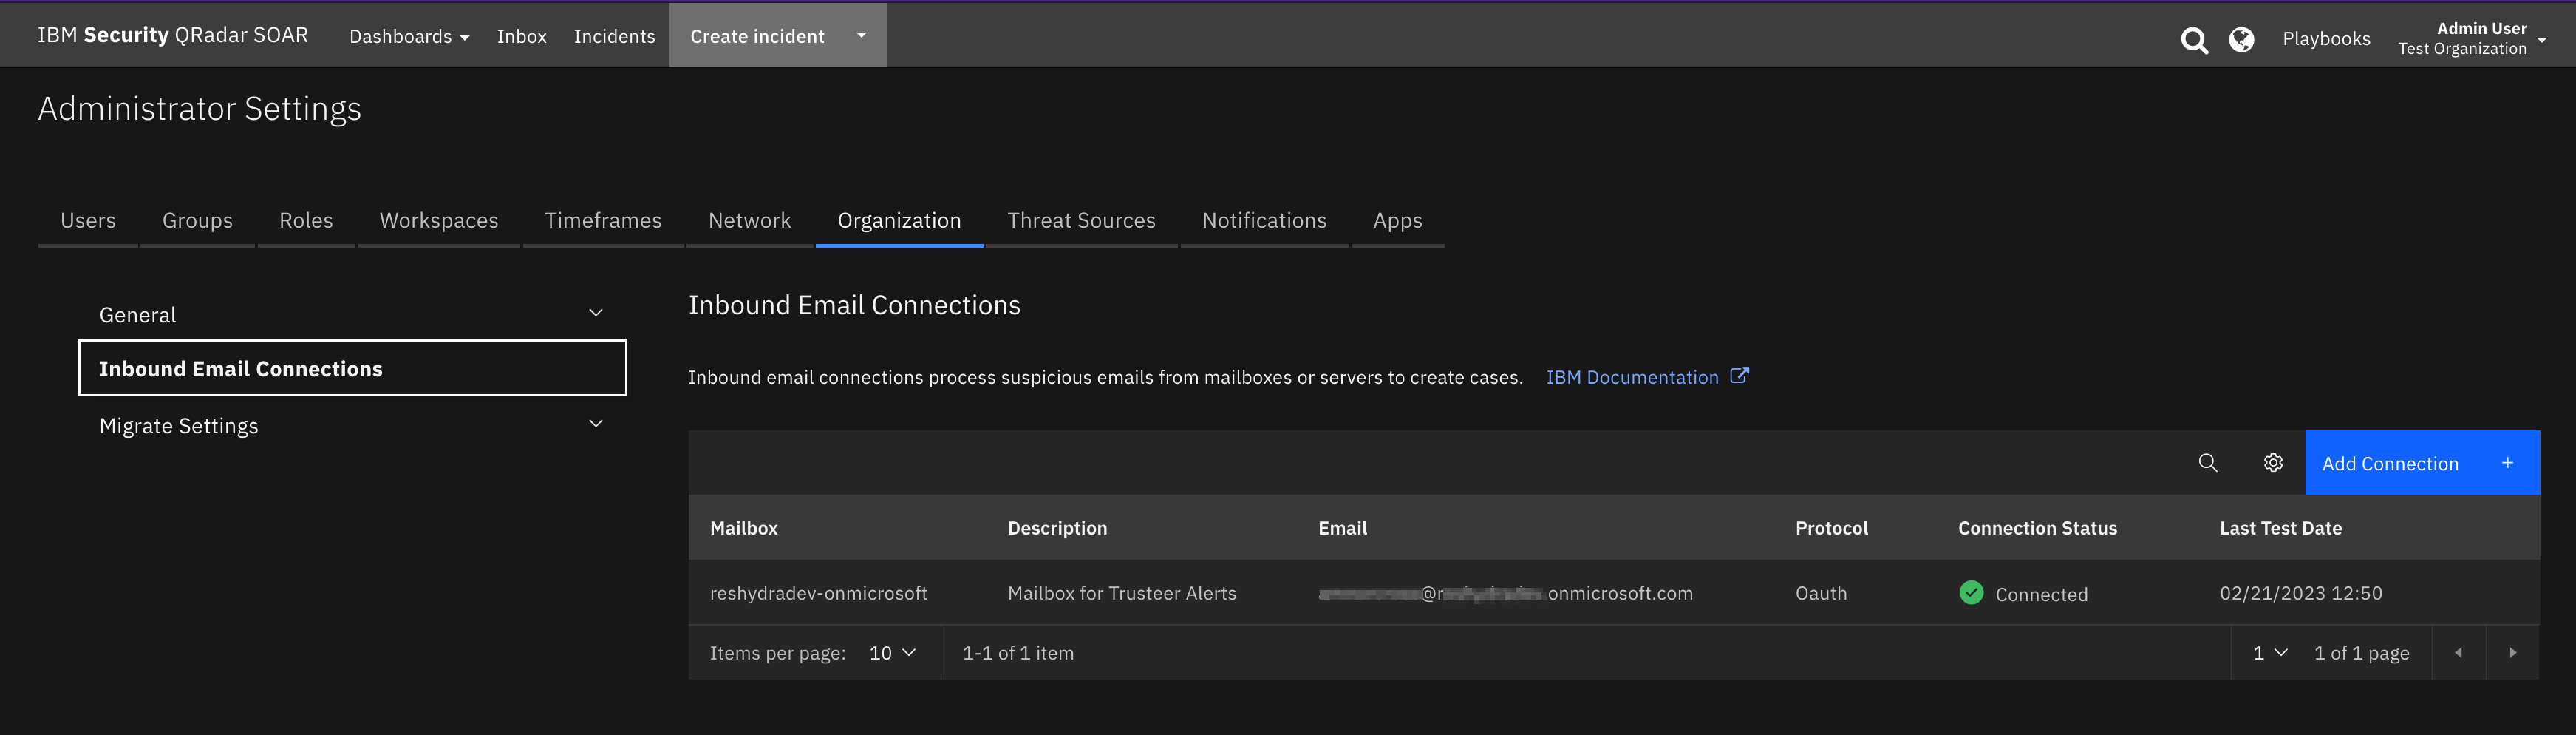 IBM Security QRadar SOAR Dashboards Inbox Incidents Create incident Playbooks Admin User
Test Organization
Administrator Settings
Users Groups Roles Workspaces Timeframes Network Organization Threat Sources Notifications Apps
General
Inbound Email Connections
Migrate Settings
Inbound Email Connections
Inbound email connections process suspicious emails from mailboxes or servers to create cases. IBM Documentation
Add Connection +
Mailbox Description Email Protocol Connection Status Last Test Date
reshydradev-onmicrosoft Mailbox for Trusteer Alerts @r onmicrosoft.com Oauth Connected 02/21/2023 12:50
Items per page: 10 1-1 of 1 item 1 1 of 1 page